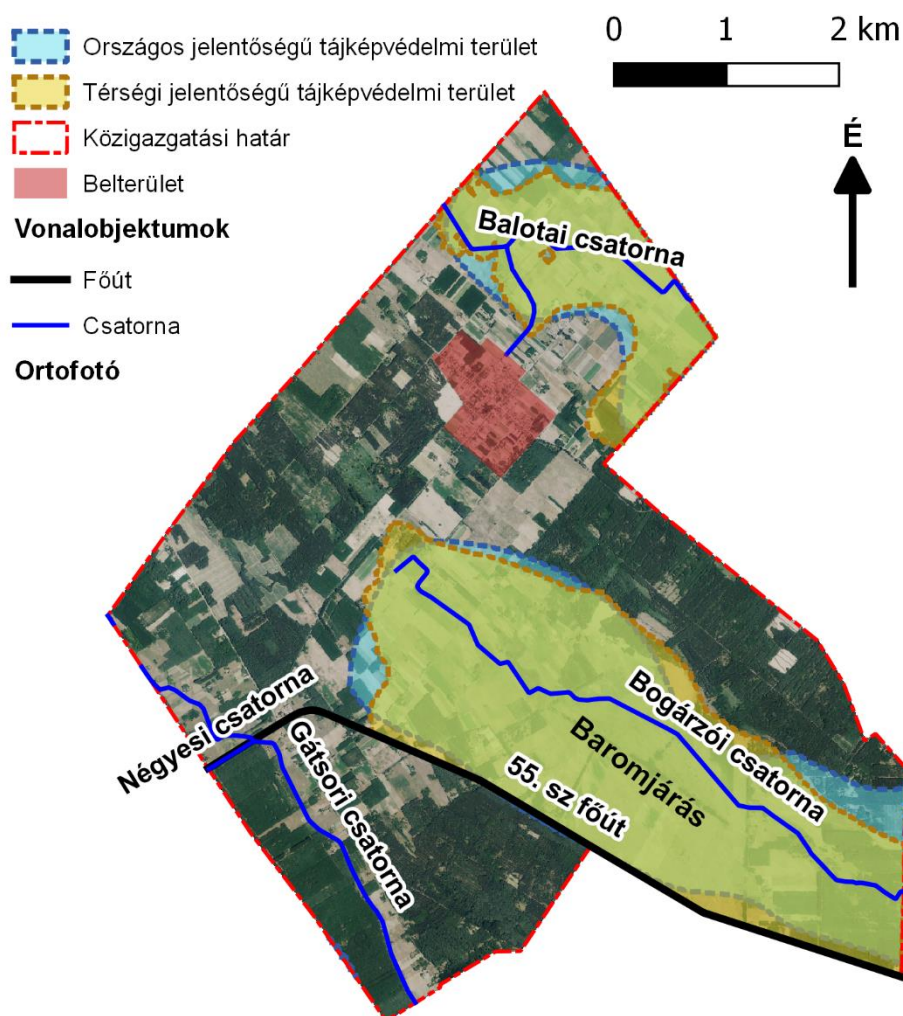 Országos jelentőségű tájképvédelmi terület
Térségi jelentőségű tájképvédelmi terület
Közigazgatási határ
Belterület
Vonalobjektumok
Főút
Csatorna
Ortofotó
0 1 2 km
É
Balotai csatorna
Bogárzói csatorna
Baromjárás
55. sz főút
Négyesi csatorna
Gátsori csatorna